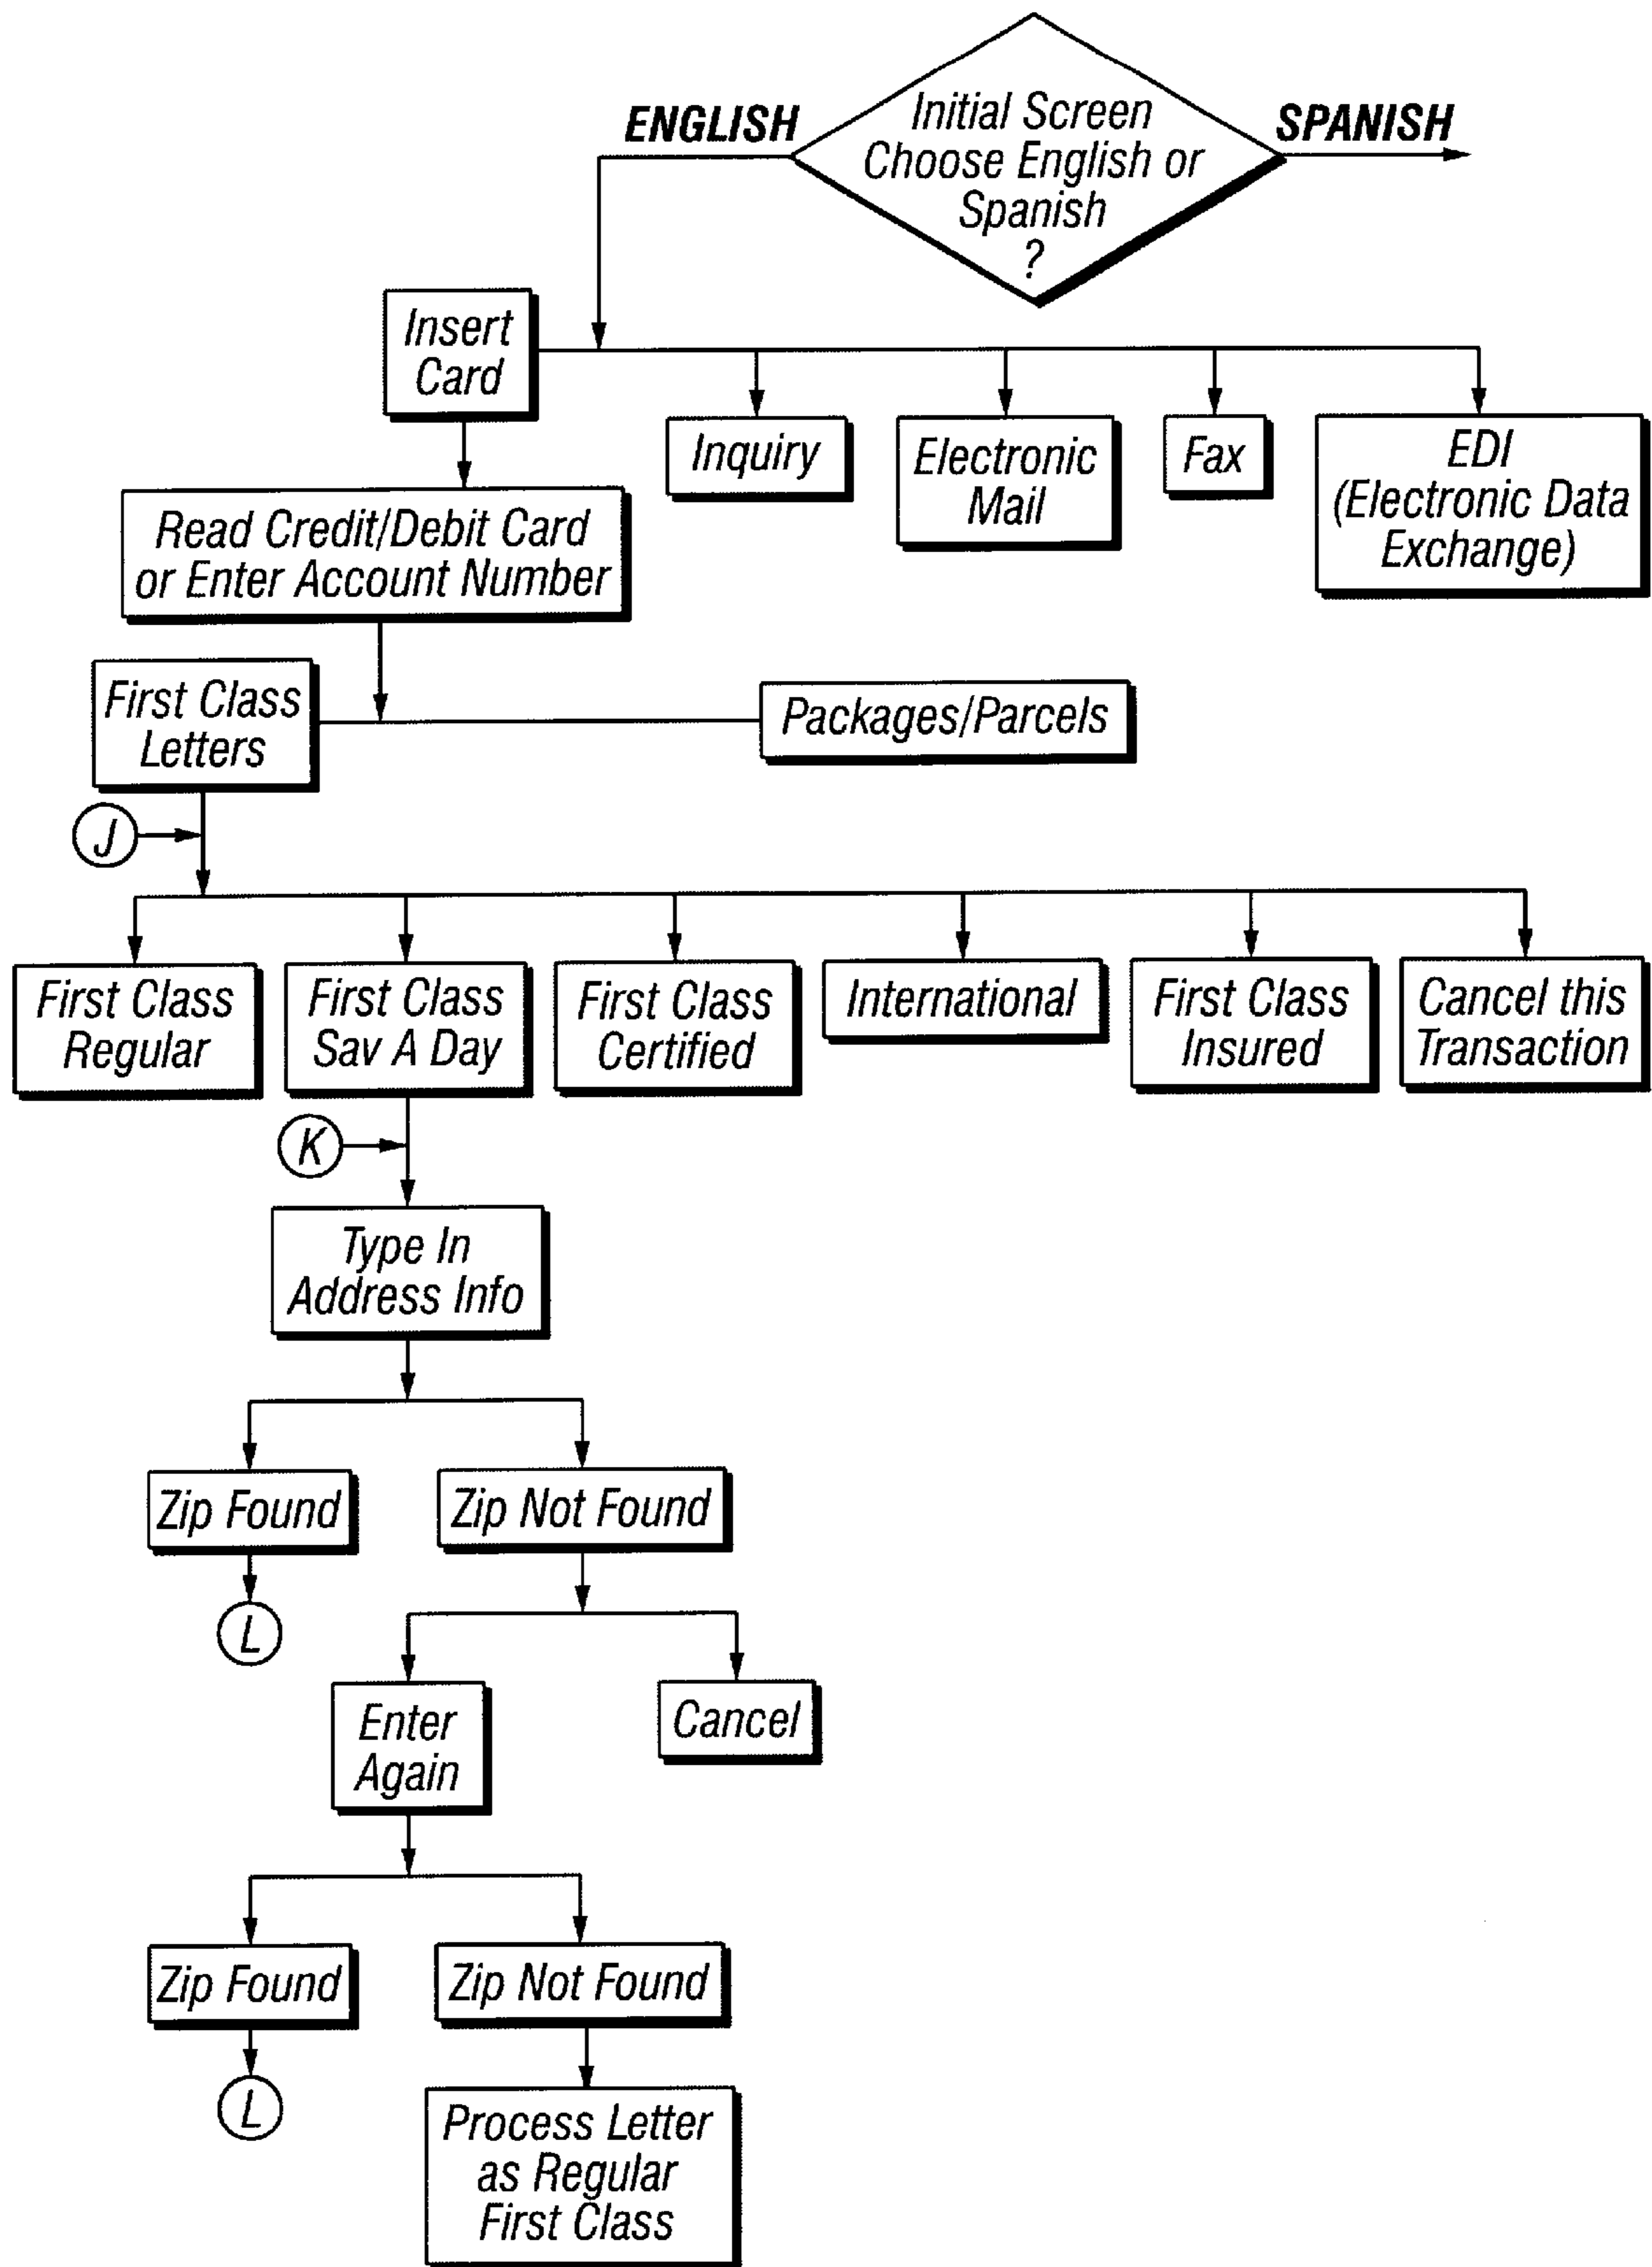 ENGLISH
Initial Screen
Choose English or
Spanish
?
SPANISH
Insert
Card
Inquiry
Electronic
Mail
Fax
EDI
(Electronic Data
Exchange)
Read Credit/Debit Card
or Enter Account Number
First Class
Letters
Packages/Parcels
J
First Class
Regular
First Class
Sav A Day
First Class
Certified
International
First Class
Insured
Cancel this
Transaction
K
Type In
Address Info
Zip Found
Zip Not Found
L
Enter
Again
Cancel
Zip Found
Zip Not Found
L
Process Letter
as Regular
First Class